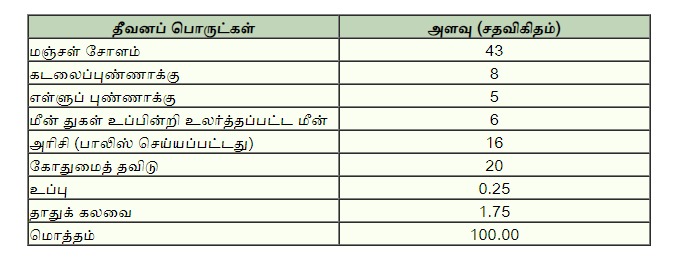 தீவனப் பொருட்கள் அளவு (சதவிகிதம்)
மஞ்சள் சோளம் 43
கடலைப்புண்ணாக்கு 8
எள்ளுப் புண்ணாக்கு 5
மீன் துகள் உப்பின்றி உலர்த்தப்பட்ட மீன் 6
அரிசி (பாலிஸ் செய்யப்பட்டது) 16
கோதுமைத் தவிடு 20
உப்பு 0.25
தாதுக் கலவை 1.75
மொத்தம் 100.00